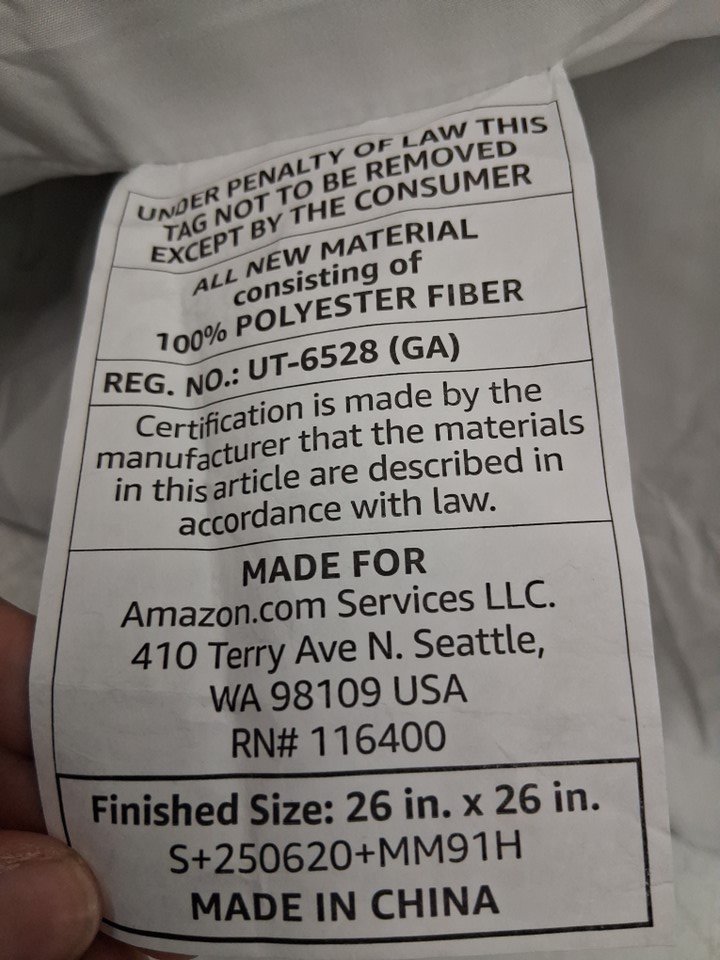 UNDER PENALTY OF LAW THIS
TAG NOT TO BE REMOVED
EXCEPT BY THE CONSUMER
ALL NEW MATERIAL
consisting of
100% POLYESTER FIBER
REG. NO.: UT-6528 (GA)
Certification is made by the
manufacturer that the materials
in this article are described in
accordance with law.
MADE FOR
Amazon.com Services LLC.
410 Terry Ave N. Seattle,
WA 98109 USA
RN# 116400
Finished Size: 26 in. x 26 in.
S+250620+MM91H
MADE IN CHINA